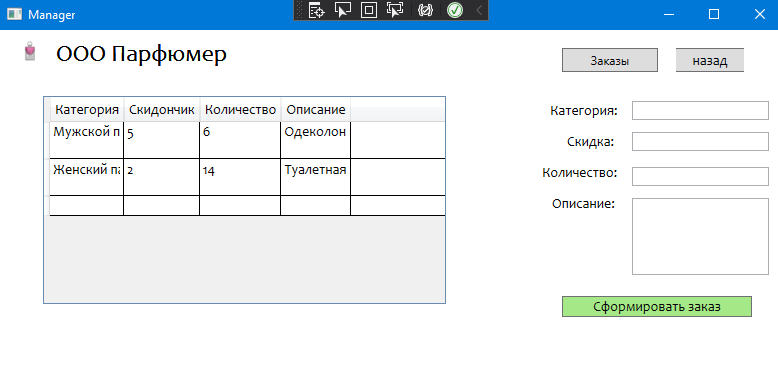 Manager
ООО Парфюмер
Заказы
назад
Категория Скидончик Количество Описание
Мужской п 5 6 Одеколон
Женский па 2 14 Туалетная
Категория:
Скидка:
Количество:
Описание:
Сформировать заказ